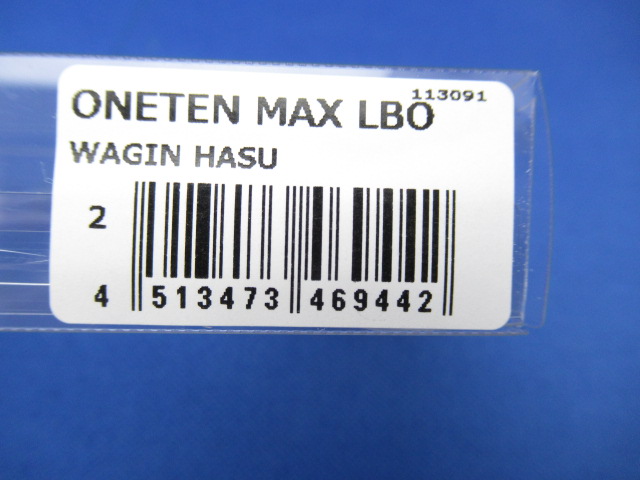 113091
ONETEN MAX LBO
WAGIN HASU
2
4 513473 469442